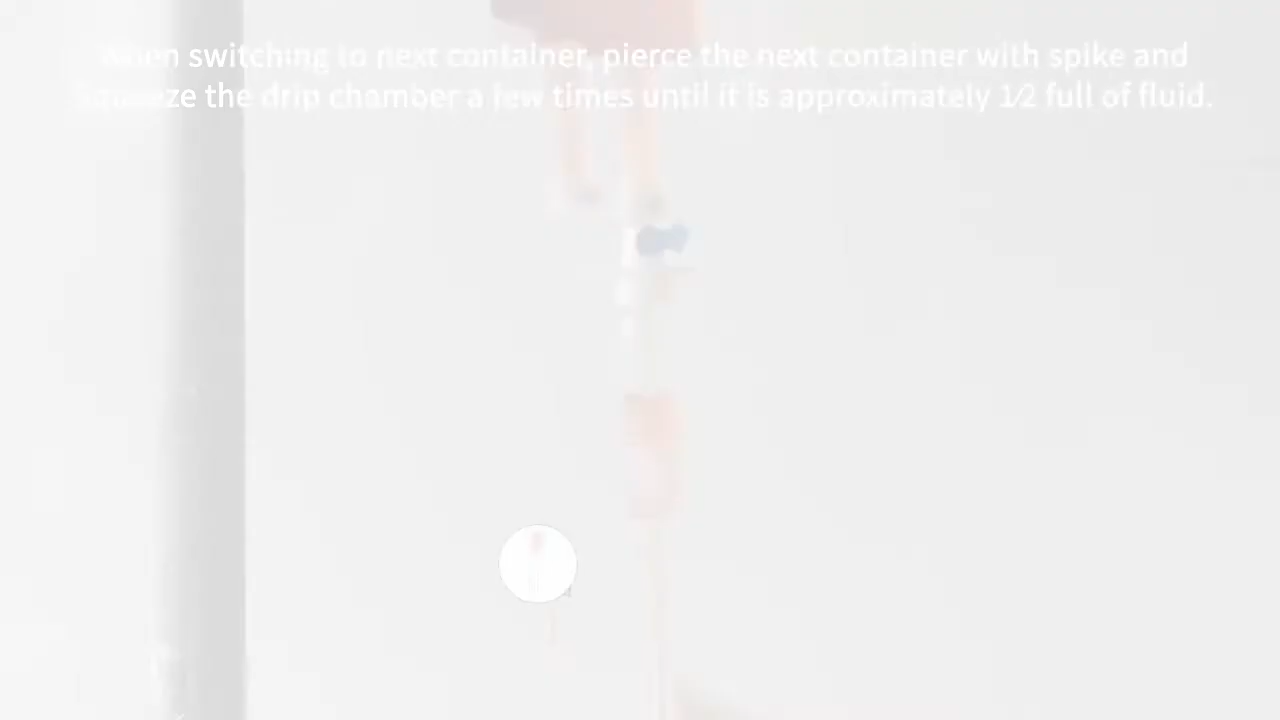 When switching to next container, pierce the next container with spike and
Squeeze the drip chamber a few times until it is approximately 1⁄2 full of fluid.